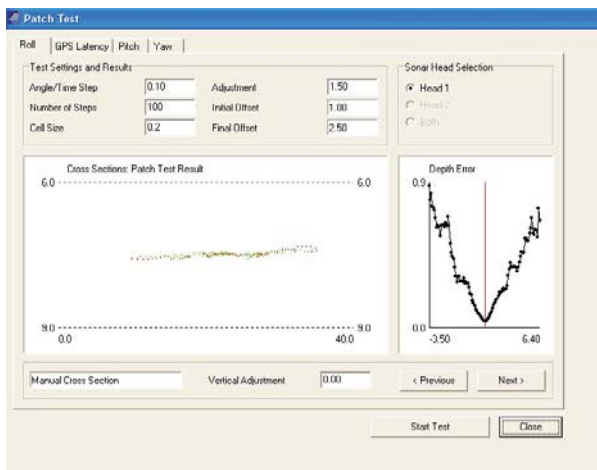 Patch Test
Roll GPS Latency Pitch Yaw
Test Settings and Results
Angle/Time Step 0.10 Adjustment 1.50
Number of Steps 100 Initial Offset 1.00
Cell Size 0.2 Final Offset 2.50
Sonar Head Selection
Head 1
Head 2
Both
Cross Sections: Patch Test Result
6.0 6.0
9.0 9.0
0.0 40.0
Depth Error
0.9
0.0
-3.50 6.40
Manual Cross Section Vertical Adjustment 0.00 < Previous Next >
Start Test Close